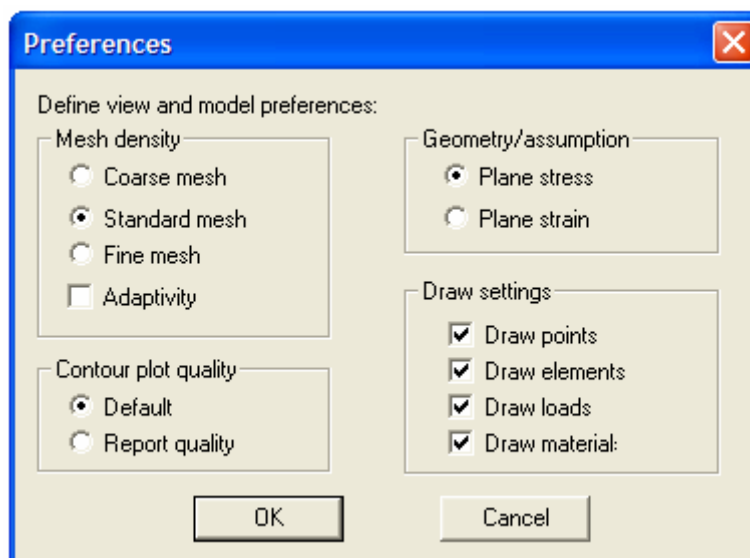 Preferences
Define view and model preferences:
Mesh density
Coarse mesh
Standard mesh
Fine mesh
Adaptivity
Contour plot quality
Default
Report quality
Geometry/assumption
Plane stress
Plane strain
Draw settings
Draw points
Draw elements
Draw loads
Draw material:
OK
Cancel